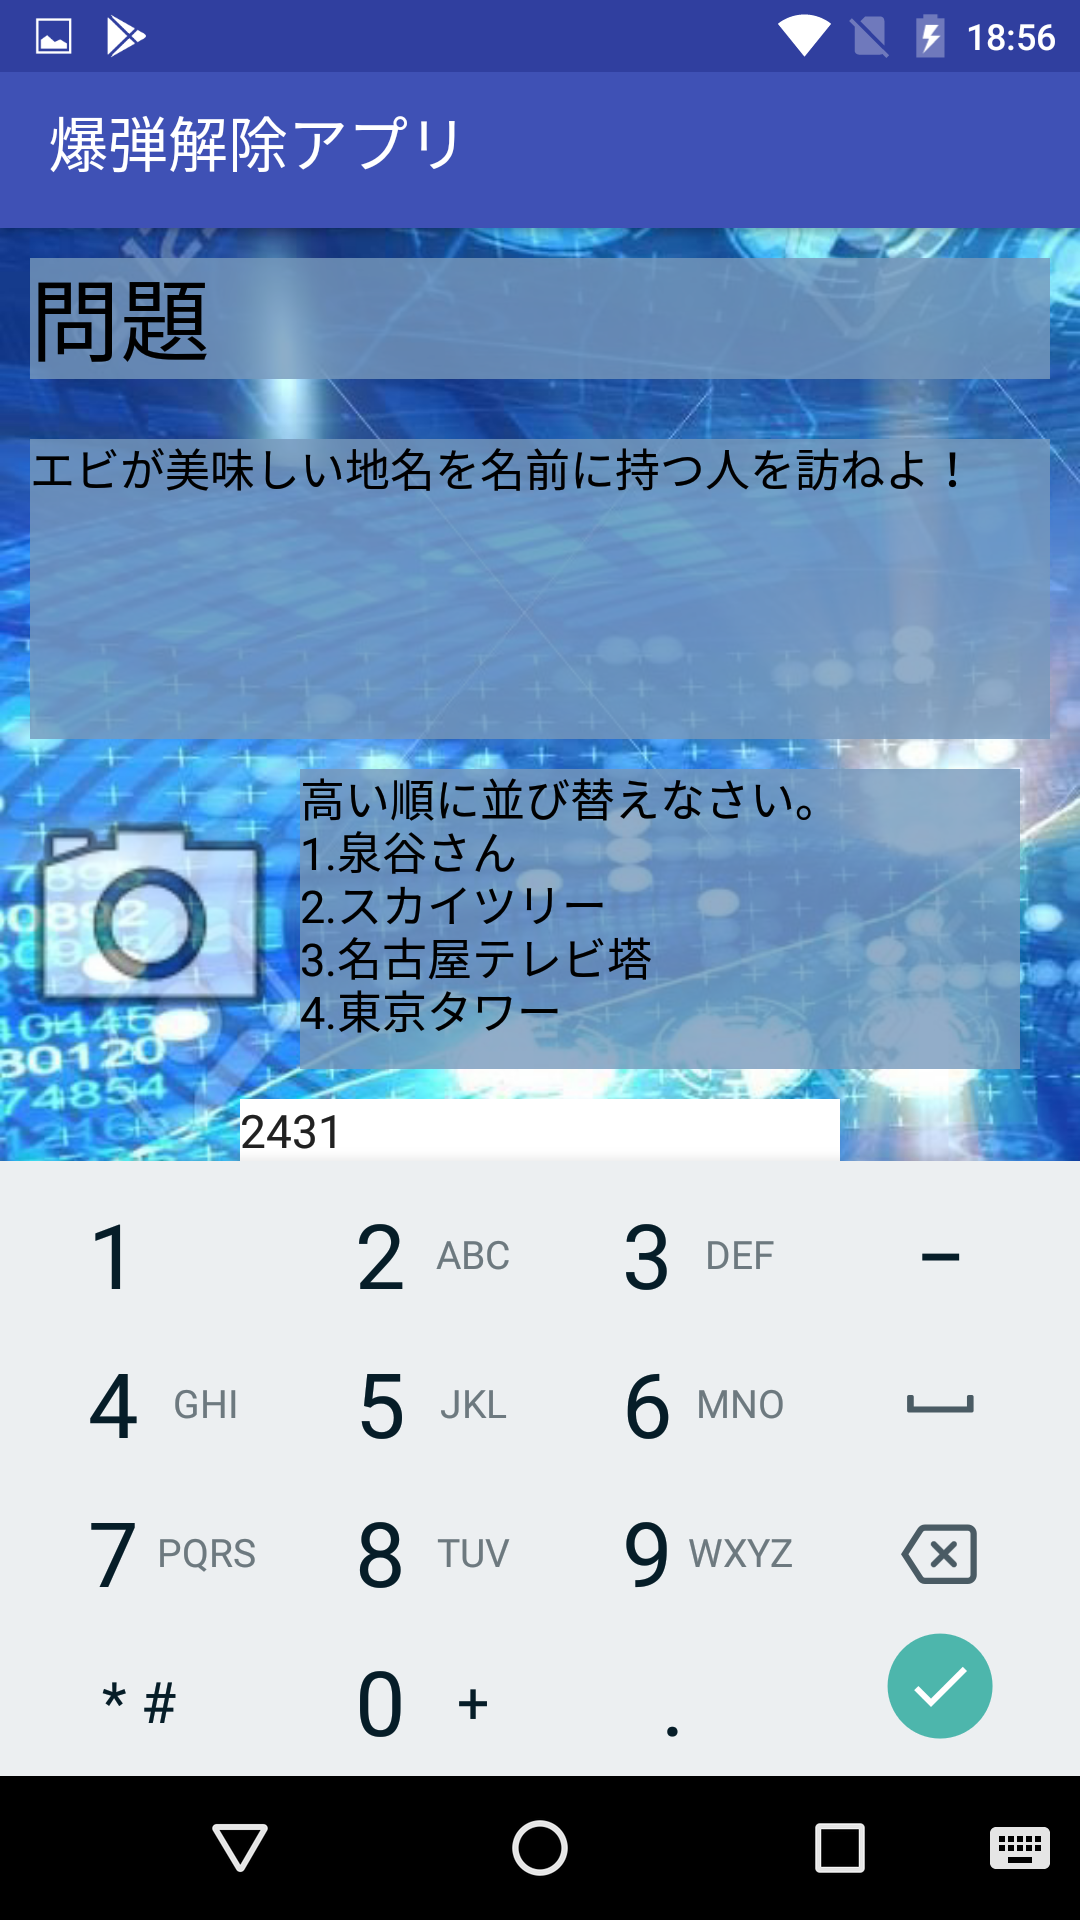 18:56
爆弾解除アプリ
問題
エビが美味しい地名を名前に持つ人を訪ねよ！
高い順に並び替えなさい。
1.泉谷さん
2.スカイツリー
3.名古屋テレビ塔
4.東京タワー
80120
74854
2431
1
2 ABC
3 DEF
–
4 GHI
5 JKL
6 MNO
7 PQRS
8 TUV
9 WXYZ
* #
0 +
.